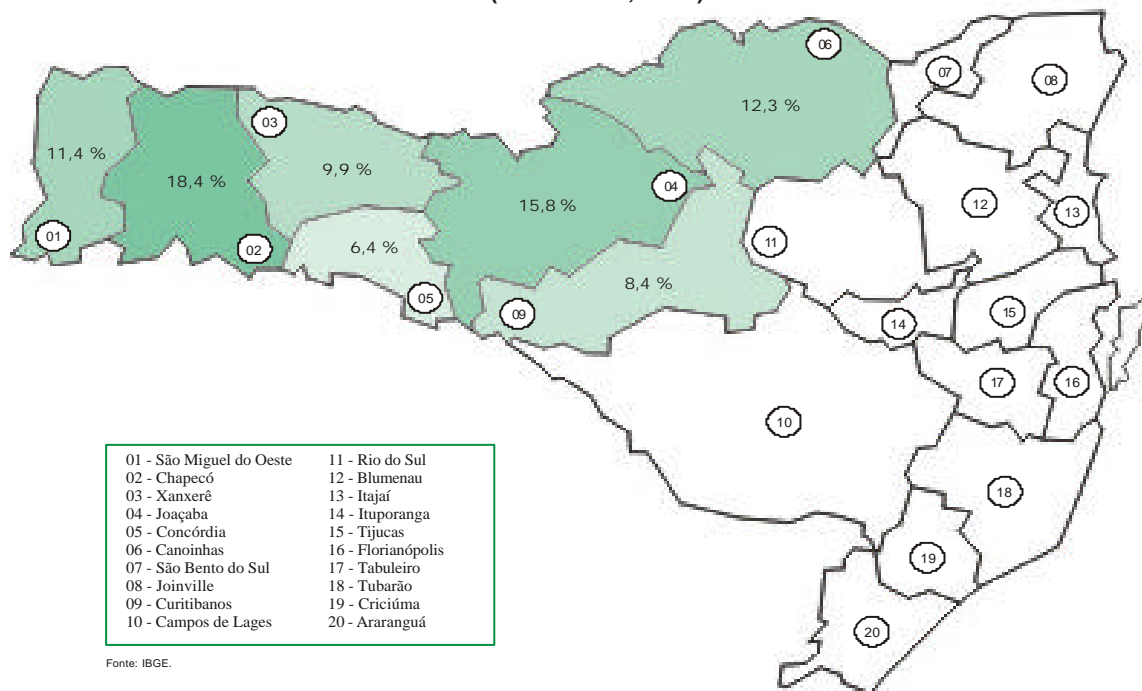 06
07
08
12,3 %
03
11,4 %
9,9 %
18,4 %
04
15,8 %
12
13
01
02
6,4 %
11
8,4 %
05
09
14
15
17
16
10
18
19
20
01 - São Miguel do Oeste
02 - Chapecó
03 - Xanxerê
04 - Joaçaba
05 - Concórdia
06 - Canoinhas
07 - São Bento do Sul
08 - Joinville
09 - Curitibanos
10 - Campos de Lages
11 - Rio do Sul
12 - Blumenau
13 - Itajaí
14 - Ituporanga
15 - Tijucas
16 - Florianópolis
17 - Tabuleiro
18 - Tubarão
19 - Criciúma
20 - Araranguá
Fonte: IBGE.